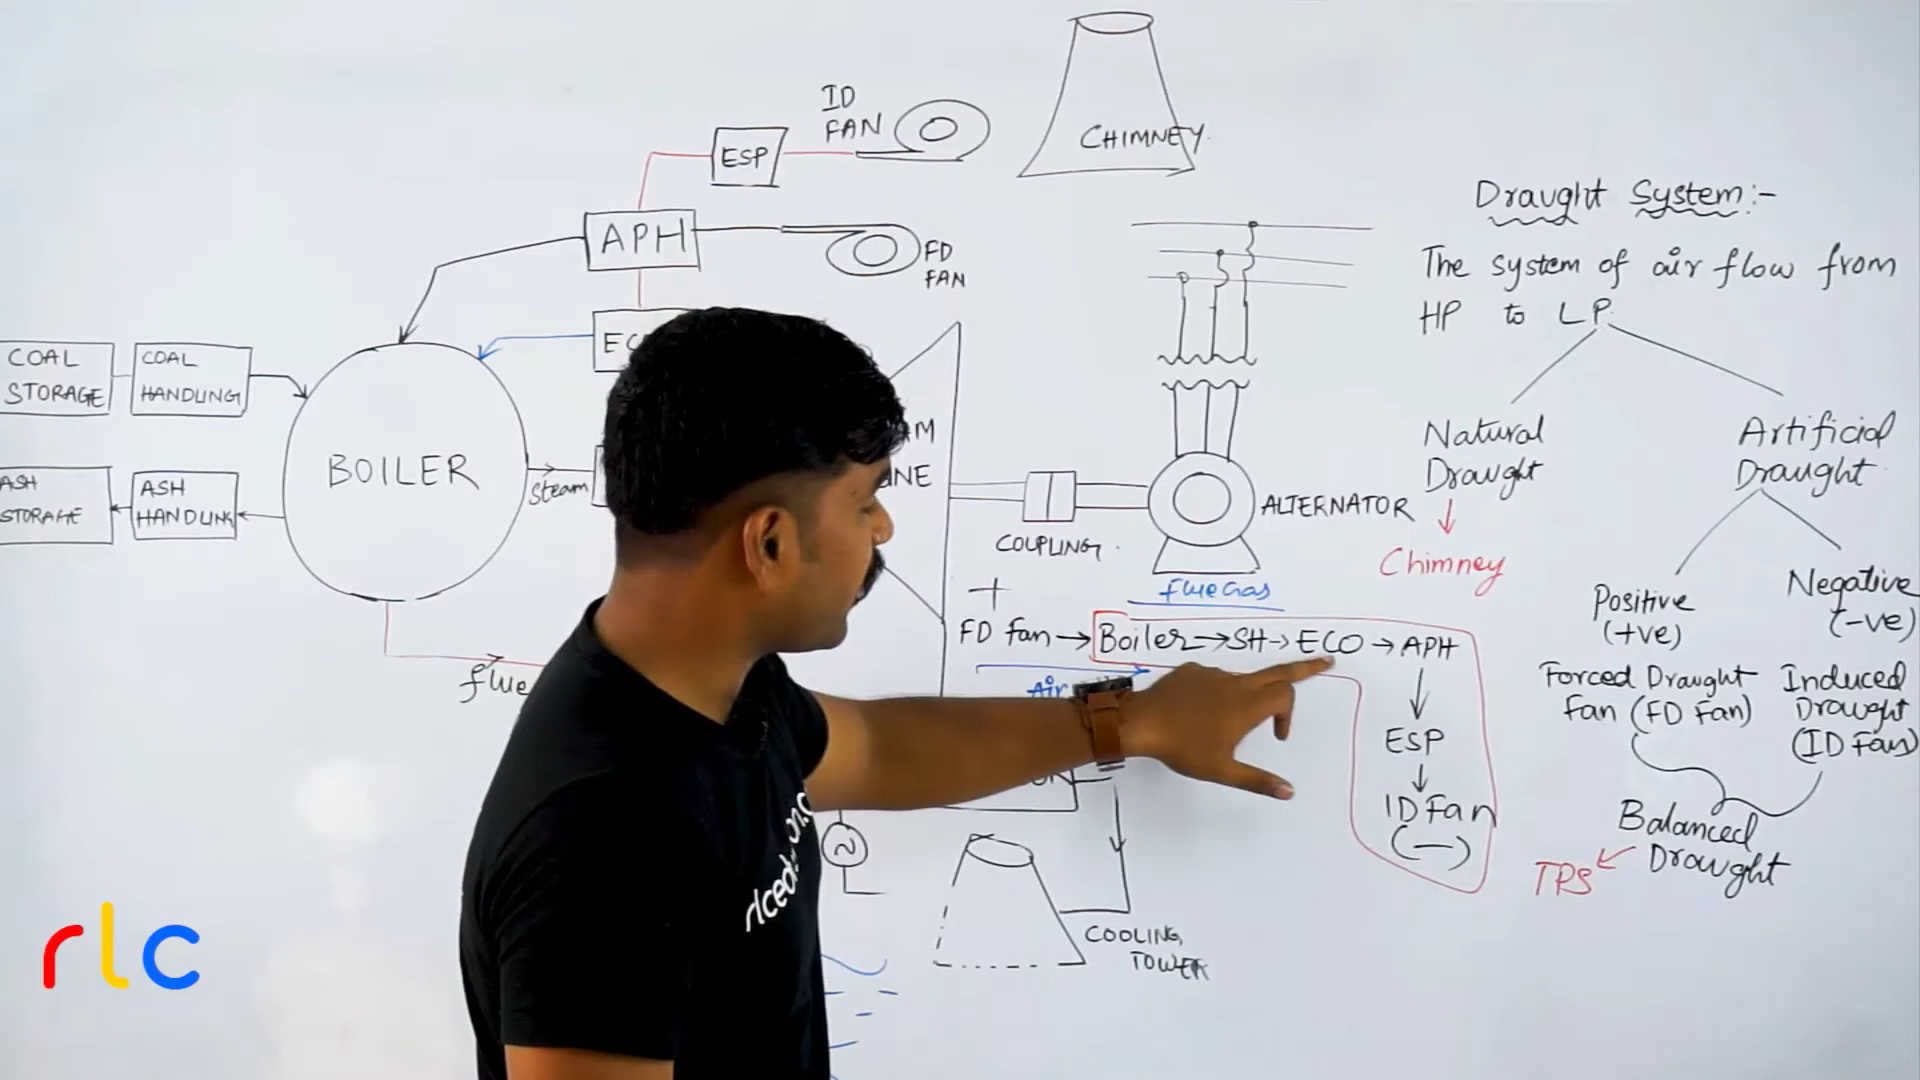 ID
FAN
CHIMNEY.
ESP
APH
FD
FAN
COAL
STORAGE
COAL
HANDLING
BOILER
Steam
ASH
STORAGE
ASH
HANDLING
flue
COUPLING.
ALTERNATOR
Flue Gas
+
FD Fan → Boiler → SH → ECO → APH
Air
ESP
ID Fan
(-)
COOLING
TOWER
Draught System:-
The system of air flow from
HP to LP.
Natural
Draught
Chimney
Artificial
Draught
Positive
(+ve)
Forced Draught
Fan (FD Fan)
Negative
(-ve)
Induced
Draught
(ID Fan)
Balanced
Draught
TPS
rlc